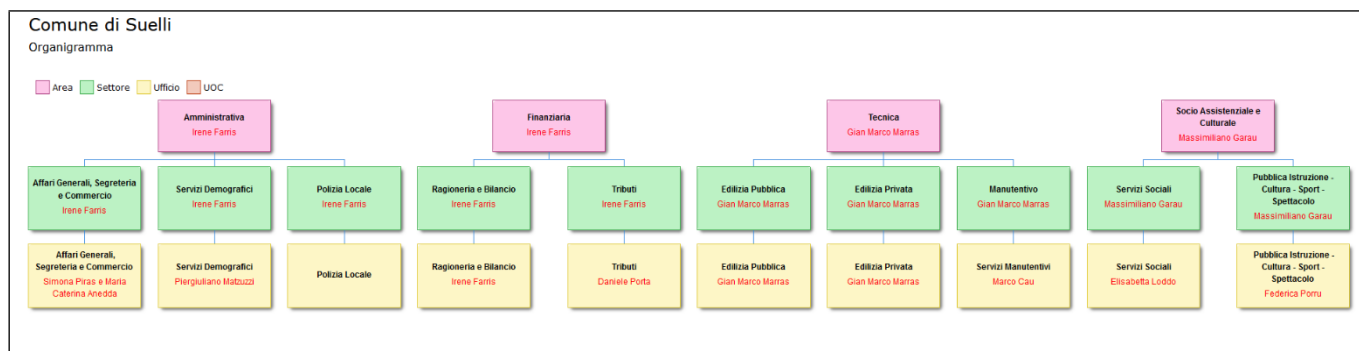 Comune di Suelli
Organigramma
Area Settore Ufficio UOC
Amministrativa
Irene Farris
Finanziaria
Irene Farris
Tecnica
Gian Marco Marras
Socio Assistenziale e
Culturale
Massimiliano Garau
Affari Generali, Segreteria
e Commercio
Irene Farris
Servizi Demografici
Irene Farris
Polizia Locale
Irene Farris
Ragioneria e Bilancio
Irene Farris
Tributi
Irene Farris
Edilizia Pubblica
Gian Marco Marras
Edilizia Privata
Gian Marco Marras
Manutentivo
Gian Marco Marras
Servizi Sociali
Massimiliano Garau
Pubblica Istruzione -
Cultura - Sport -
Spettacolo
Massimiliano Garau
Affari Generali,
Segreteria e Commercio
Simona Piras e Maria
Caterina Anedda
Servizi Demografici
Piergiuliano Matzuzzi
Polizia Locale
Ragioneria e Bilancio
Irene Farris
Tributi
Daniele Porta
Edilizia Pubblica
Gian Marco Marras
Edilizia Privata
Gian Marco Marras
Servizi Manutentivi
Marco Cau
Servizi Sociali
Elisabetta Loddo
Pubblica Istruzione -
Cultura - Sport -
Spettacolo
Federica Porru